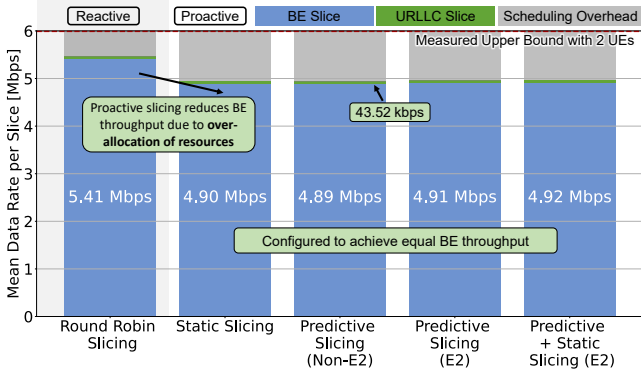 Reactive
Proactive
BE Slice
URLLC Slice
Scheduling Overhead
Measured Upper Bound with 2 UEs
Mean Data Rate per Slice [Mbps]
6
5
4
3
2
1
0
Proactive slicing reduces BE
throughput due to over-
allocation of resources
43.52 kbps
5.41 Mbps
4.90 Mbps
4.89 Mbps
4.91 Mbps
4.92 Mbps
Configured to achieve equal BE throughput
Round Robin
Slicing
Static Slicing
Predictive
Slicing
(Non-E2)
Predictive
Slicing
(E2)
Predictive
+ Static
Slicing (E2)